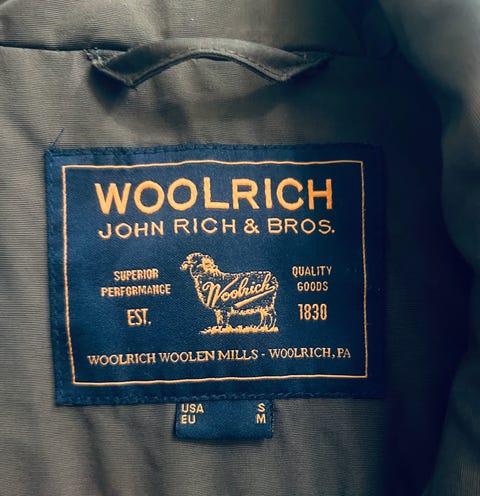 WOOLRICH
JOHN RICH & BROS.
SUPERIOR
PERFORMANCE
EST.
Woolrich
QUALITY
GOODS
1830
WOOLRICH WOOLEN MILLS - WOOLRICH, PA
USA S
EU M